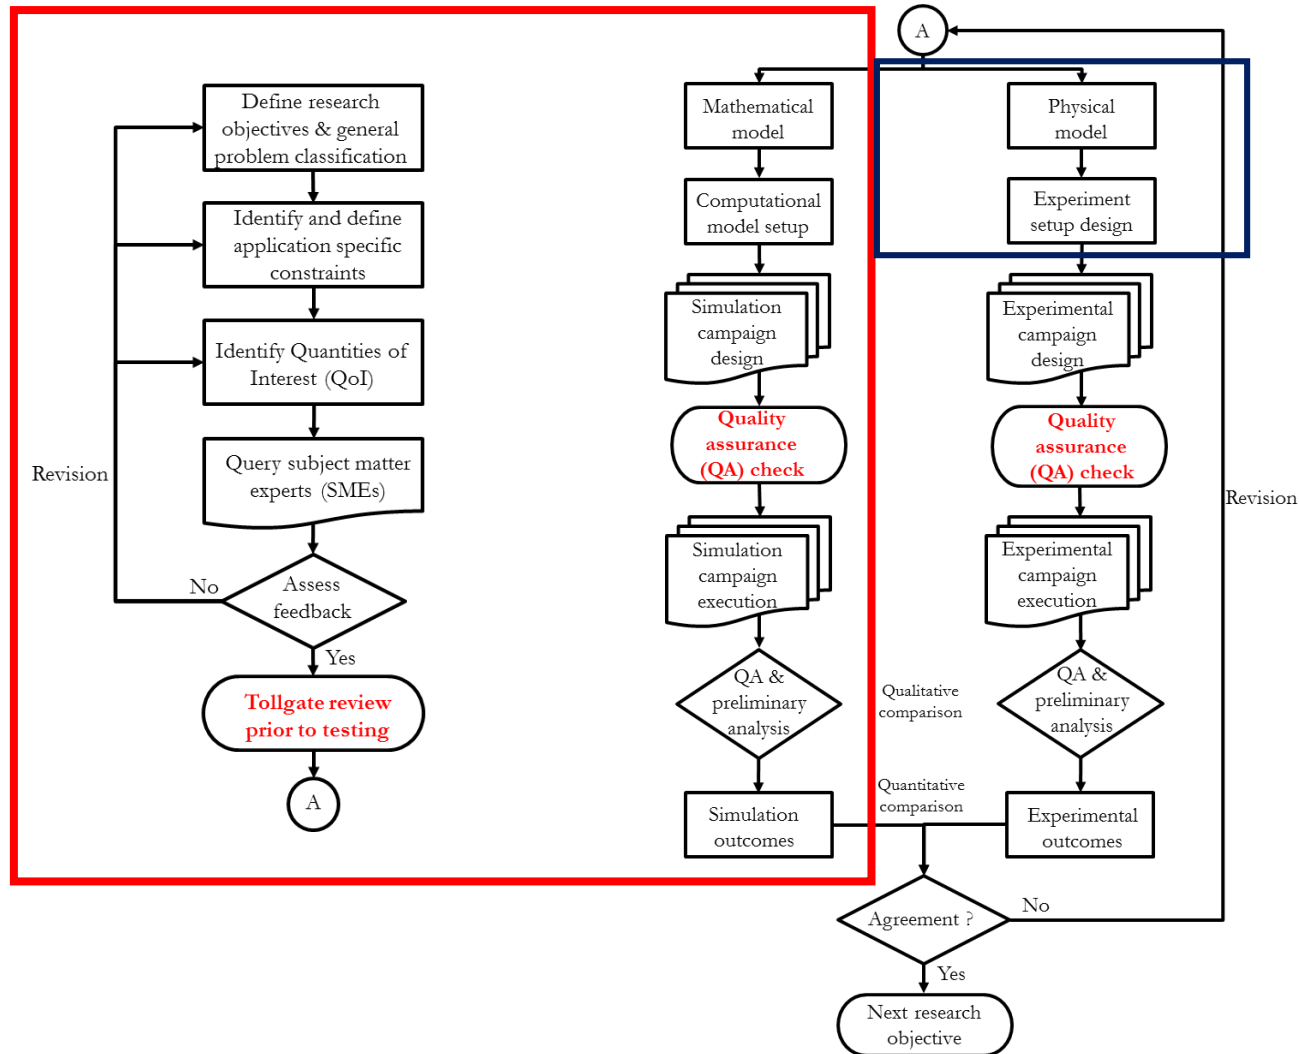 Define research
objectives & general
problem classification
Identify and define
application specific
constraints
Identify Quantities of
Interest (QoI)
Query subject matter
experts (SMEs)
Revision
No
Assess
feedback
Yes
Tollgate review
prior to testing
A
A
Mathematical
model
Computational
model setup
Simulation
campaign
design
Quality
assurance
(QA) check
Simulation
campaign
execution
QA &
preliminary
analysis
Simulation
outcomes
Physical
model
Experiment
setup design
Experimental
campaign
design
Quality
assurance
(QA) check
Experimental
campaign
execution
QA &
preliminary
analysis
Experimental
outcomes
Qualitative
comparison
Quantitative
comparison
Revision
Agreement ?
No
Yes
Next research
objective